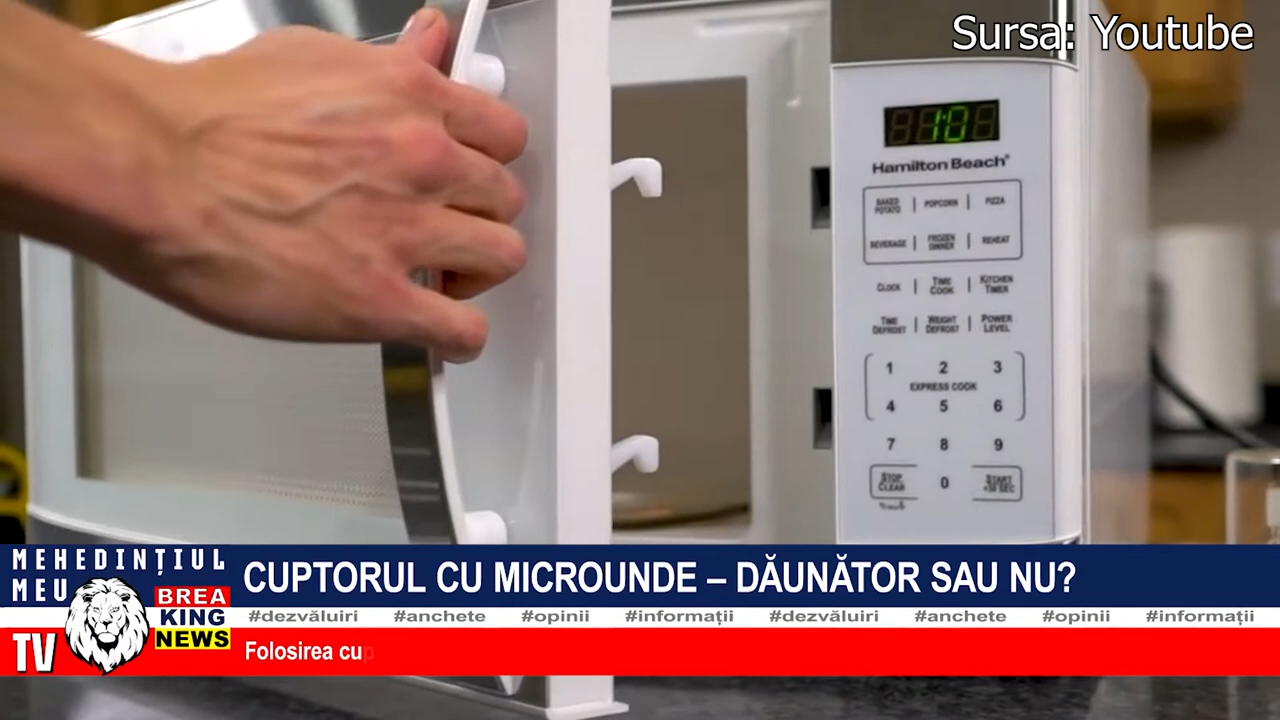 Sursa: Youtube
1:0
Hamilton Beach
BAKED POTATO | POPCORN | PIZZA
BEVERAGE | FROZEN DINNER | REHEAT
CLOCK | TIME COOK | KITCHEN TIMER
TIME DEFROST | WEIGHT DEFROST | POWER LEVEL
1 2 3
EXPRESS COOK
4 5 6
7 8 9
STOP CLEAR 0 START +30 SEC
MEHEDINȚIUL
MEU
TV
BREA
KING
NEWS
CUPTORUL CU MICROUNDE – DĂUNĂTOR SAU NU?
#dezvăluiri #anchete #opinii #informații #dezvăluiri #anchete #opinii #informații
Folosirea cup